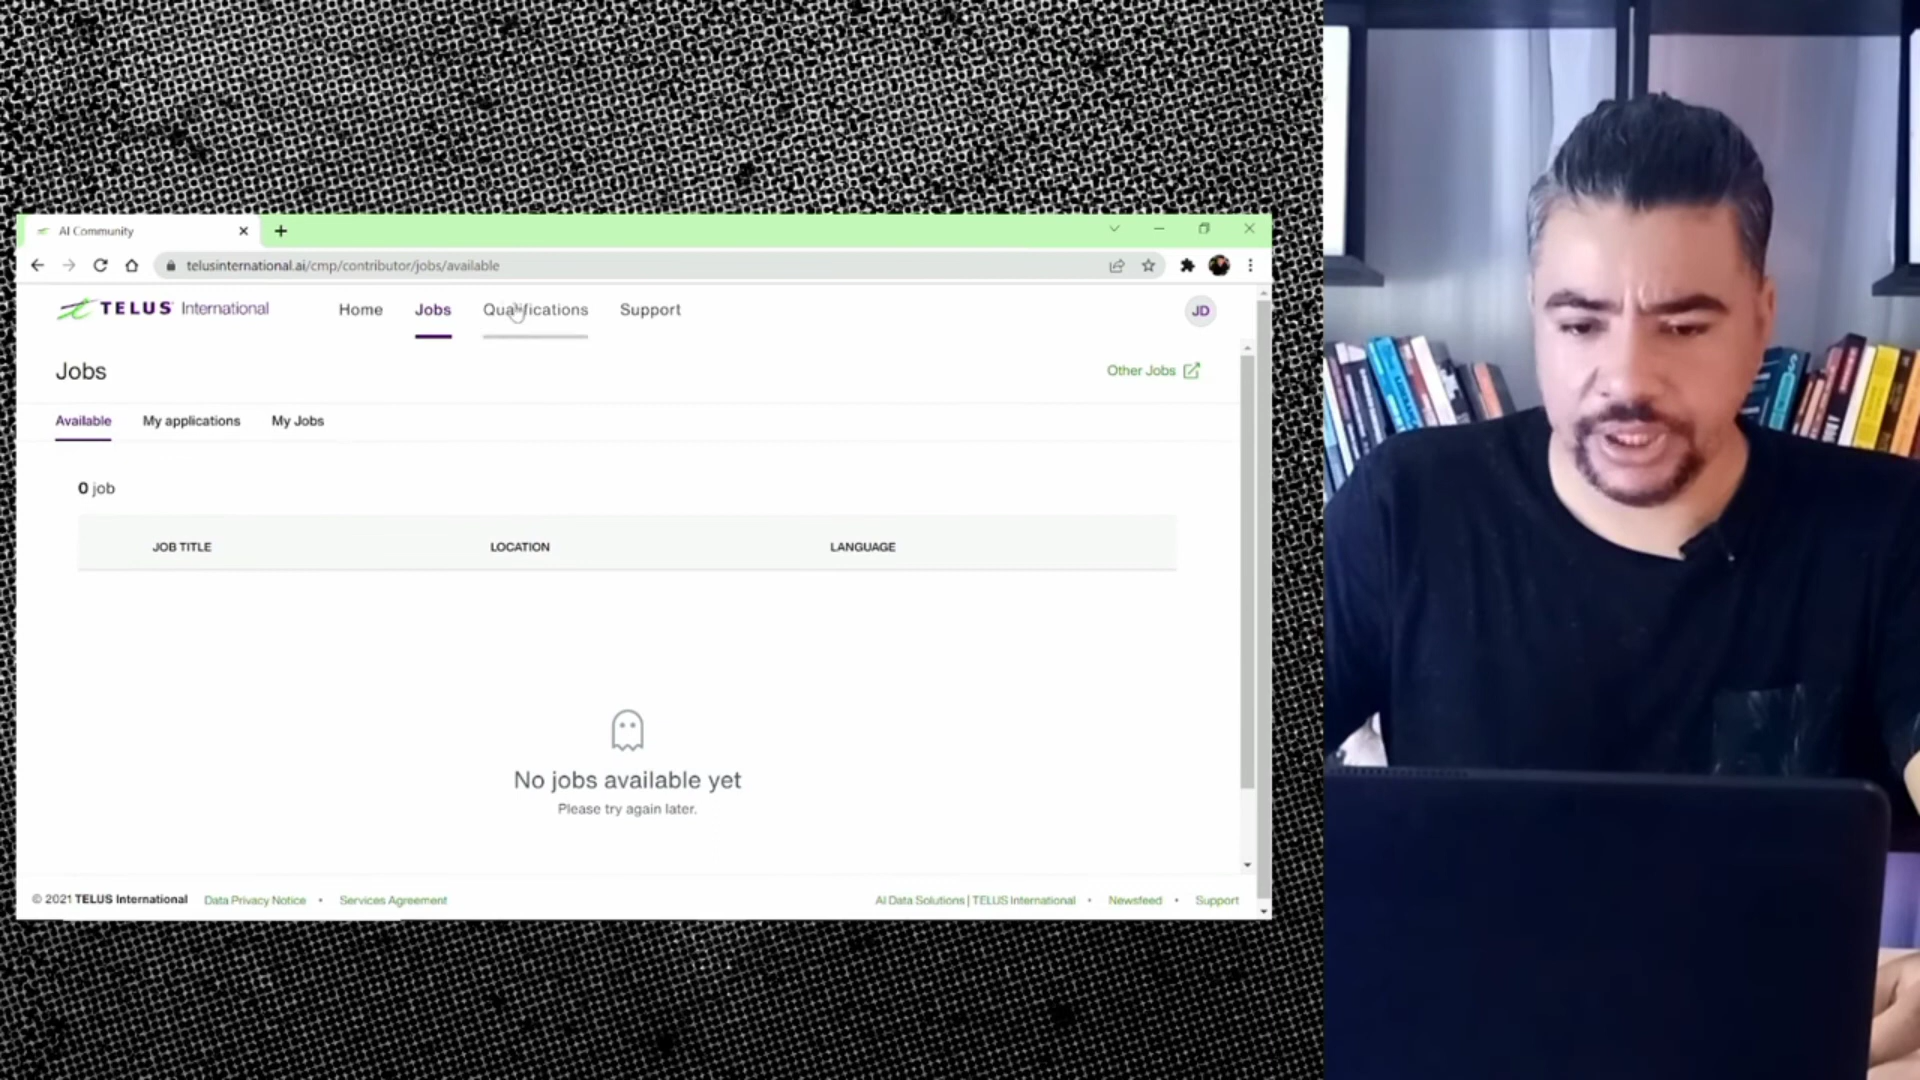 AI Community
telusinternational.ai/cmp/contributor/jobs/available
TELUS International
Home Jobs Qualifications Support
JD
Jobs
Other Jobs
Available My applications My Jobs
0 job
JOB TITLE LOCATION LANGUAGE
No jobs available yet
Please try again later.
© 2021 TELUS International Data Privacy Notice • Services Agreement AI Data Solutions | TELUS International • Newsfeed • Support